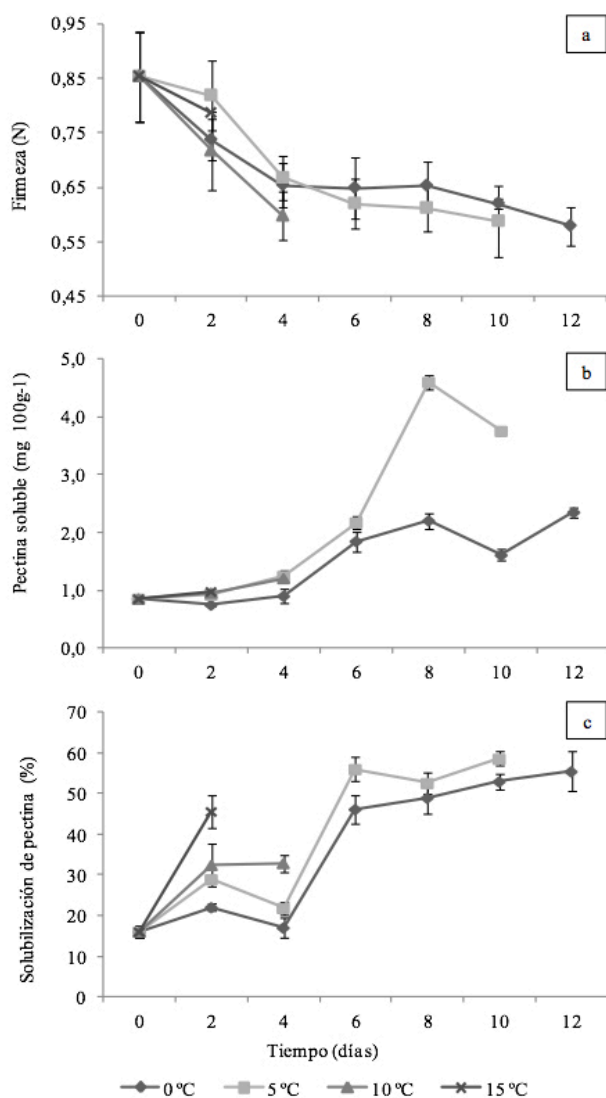 0,95
a
0,85
0,75
0,65
0,55
0,45
Firmeza (N)
0 2 4 6 8 10 12
5,0
b
4,0
3,0
2,0
1,0
0,0
Pectina soluble (mg 100g-1)
0 2 4 6 8 10 12
70
c
60
50
40
30
20
10
0
Solubilización de pectina (%)
0 2 4 6 8 10 12
Tiempo (días)
0 ºC 5 ºC 10 ºC 15 ºC